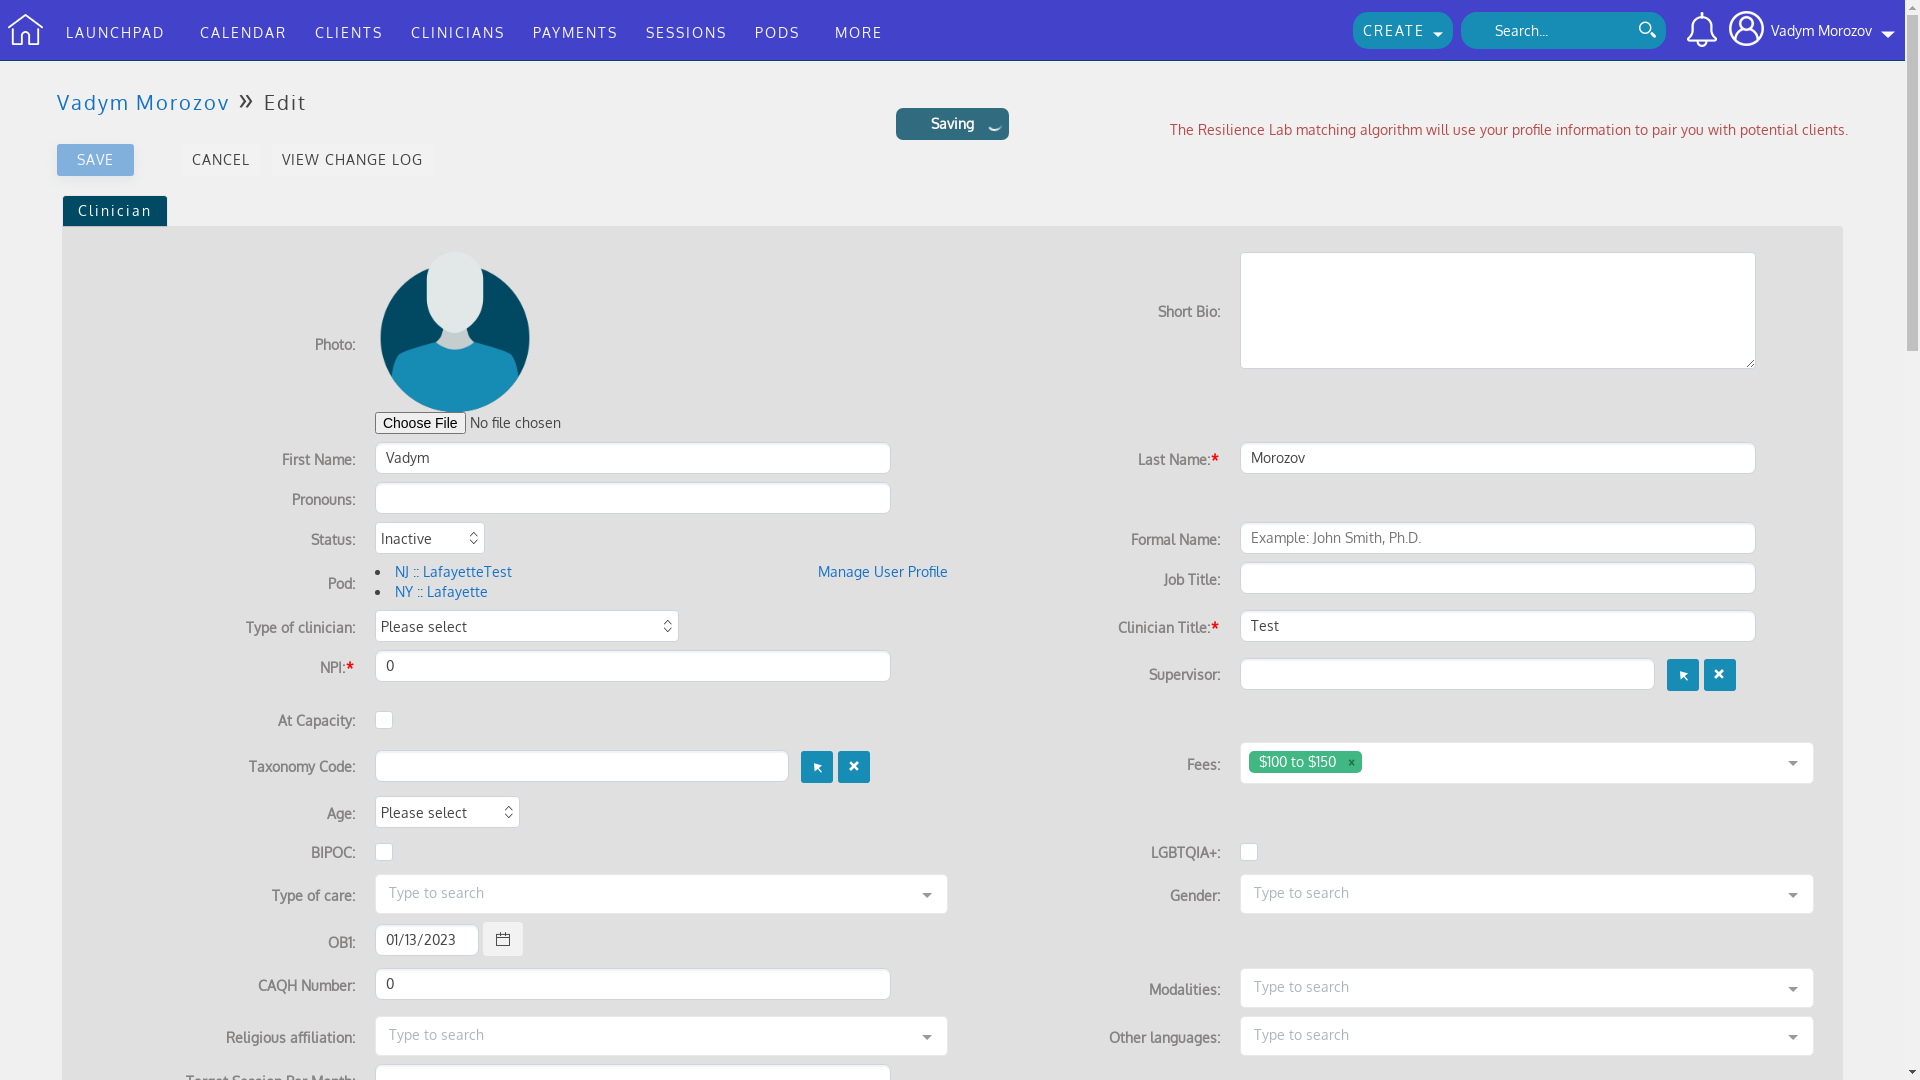 LAUNCHPAD CALENDAR CLIENTS CLINICIANS PAYMENTS SESSIONS PODS MORE CREATE Search... Vadym Morozov
Vadym Morozov » Edit
Saving
The Resilience Lab matching algorithm will use your profile information to pair you with potential clients.
SAVE CANCEL VIEW CHANGE LOG
Clinician
Short Bio:
Photo:
Choose File No file chosen
First Name: Vadym Last Name:* Morozov
Pronouns:
Status: Inactive Formal Name: Example: John Smith, Ph.D.
Pod: • NJ :: LafayetteTest Manage User Profile Job Title:
• NY :: Lafayette
Type of clinician: Please select Clinician Title:* Test
NPI:* 0 Supervisor:
At Capacity:
Taxonomy Code: Fees: $100 to $150 ×
Age: Please select
BIPOC: LGBTQIA+:
Type of care: Type to search Gender: Type to search
OB1: 01/13/2023
CAQH Number: 0 Modalities: Type to search
Religious affiliation: Type to search Other languages: Type to search
Target Session Per Month: